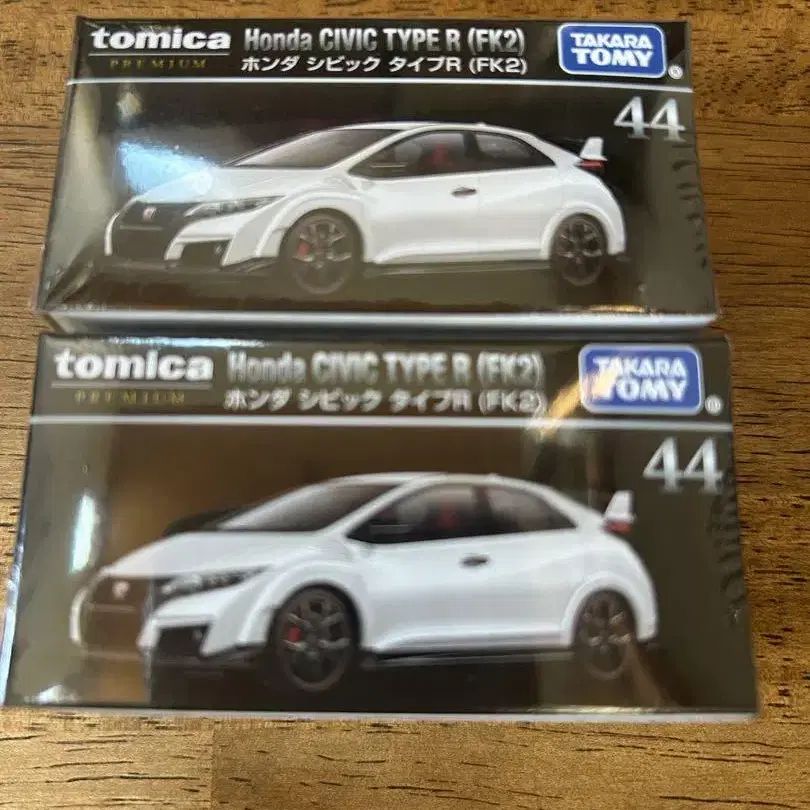 tomica
PREMIUM
Honda CIVIC TYPE R (FK2)
ホンダ シビック タイプR (FK2)
TAKARA
TOMY
44
tomica
PREMIUM
Honda CIVIC TYPE R (FK2)
ホンダ シビック タイプR (FK2)
TAKARA
TOMY
44